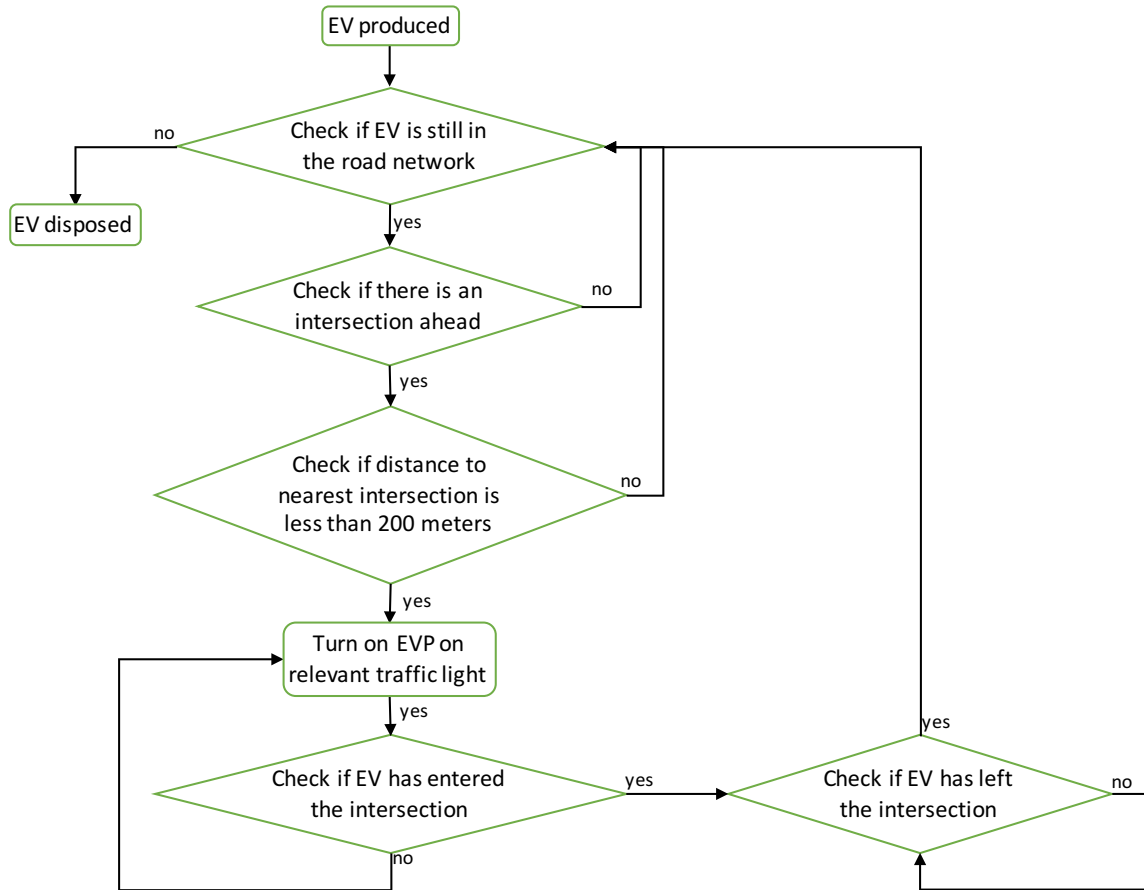 EV produced
no
Check if EV is still in
the road network
EV disposed
yes
Check if there is an
intersection ahead
no
yes
Check if distance to
nearest intersection is
less than 200 meters
no
yes
Turn on EVP on
relevant traffic light
yes
Check if EV has entered
the intersection
yes
no
yes
Check if EV has left
the intersection
no